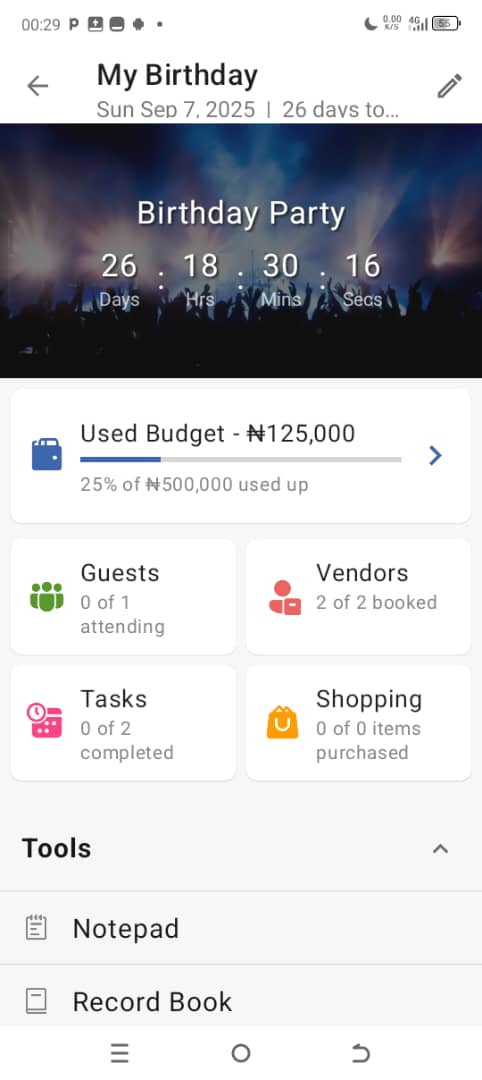 00:29
0.00
K/S
4G
55
My Birthday
Sun Sep 7, 2025 | 26 days to...
Birthday Party
26 : 18 : 30 : 16
Days Hrs Mins Secs
Used Budget - ₦125,000
25% of ₦500,000 used up
Guests
0 of 1
attending
Vendors
2 of 2 booked
Tasks
0 of 2
completed
Shopping
0 of 0 items
purchased
Tools
Notepad
Record Book